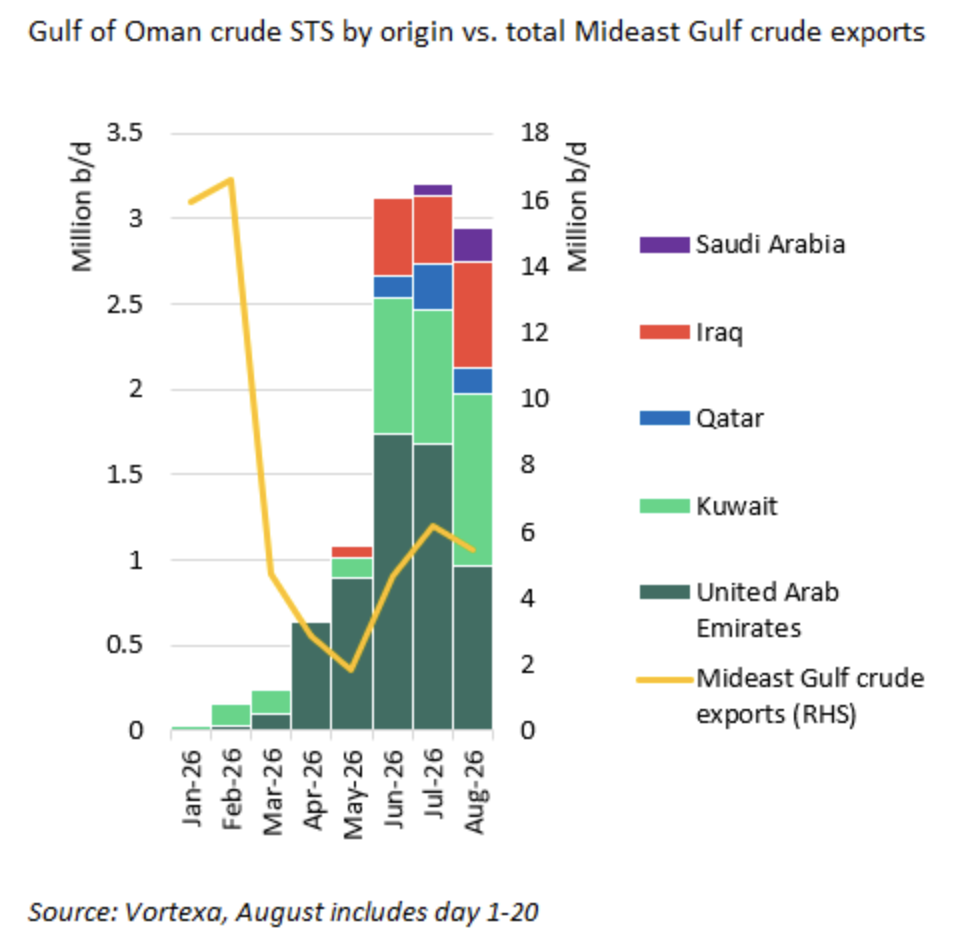 Gulf of Oman crude STS by origin vs. total Mideast Gulf crude exports
Million b/d
3.5
3
2.5
2
1.5
1
0.5
0
18
16
14
12
10
8
6
4
2
0
Million b/d
Jan-26
Feb-26
Mar-26
Apr-26
May-26
Jun-26
Jul-26
Aug-26
Saudi Arabia
Iraq
Qatar
Kuwait
United Arab
Emirates
Mideast Gulf crude
exports (RHS)
Source: Vortexa, August includes day 1-20